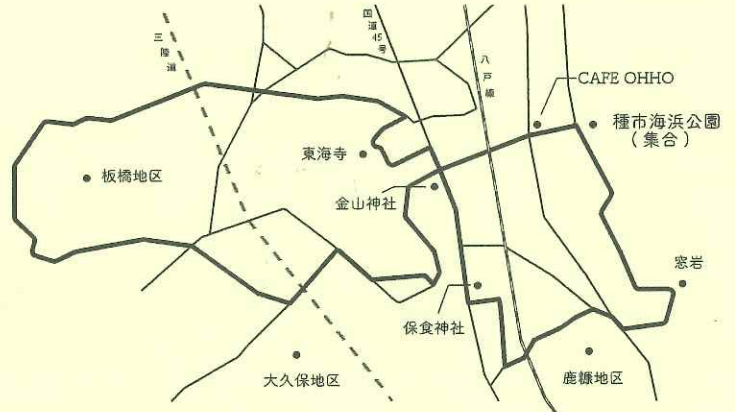 三陸道
国道45号
八戸線
CAFE OHHO
種市海浜公園
（集合）
東海寺
板橋地区
金山神社
窓岩
保食神社
大久保地区
鹿糠地区